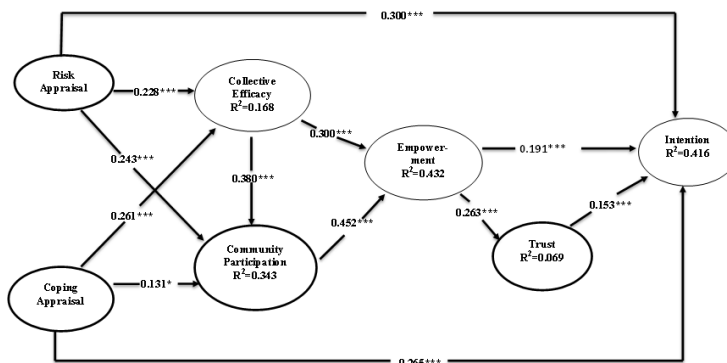 0.300***
Risk
Appraisal
0.228***
Collective
Efficacy
R²=0.168
0.300***
0.243***
0.380***
0.261***
Empower-
ment
R²=0.432
0.191***
Intention
R²=0.416
0.452***
0.263***
0.153***
Community
Participation
R²=0.343
Trust
R²=0.069
Coping
Appraisal
0.131*
0.265***